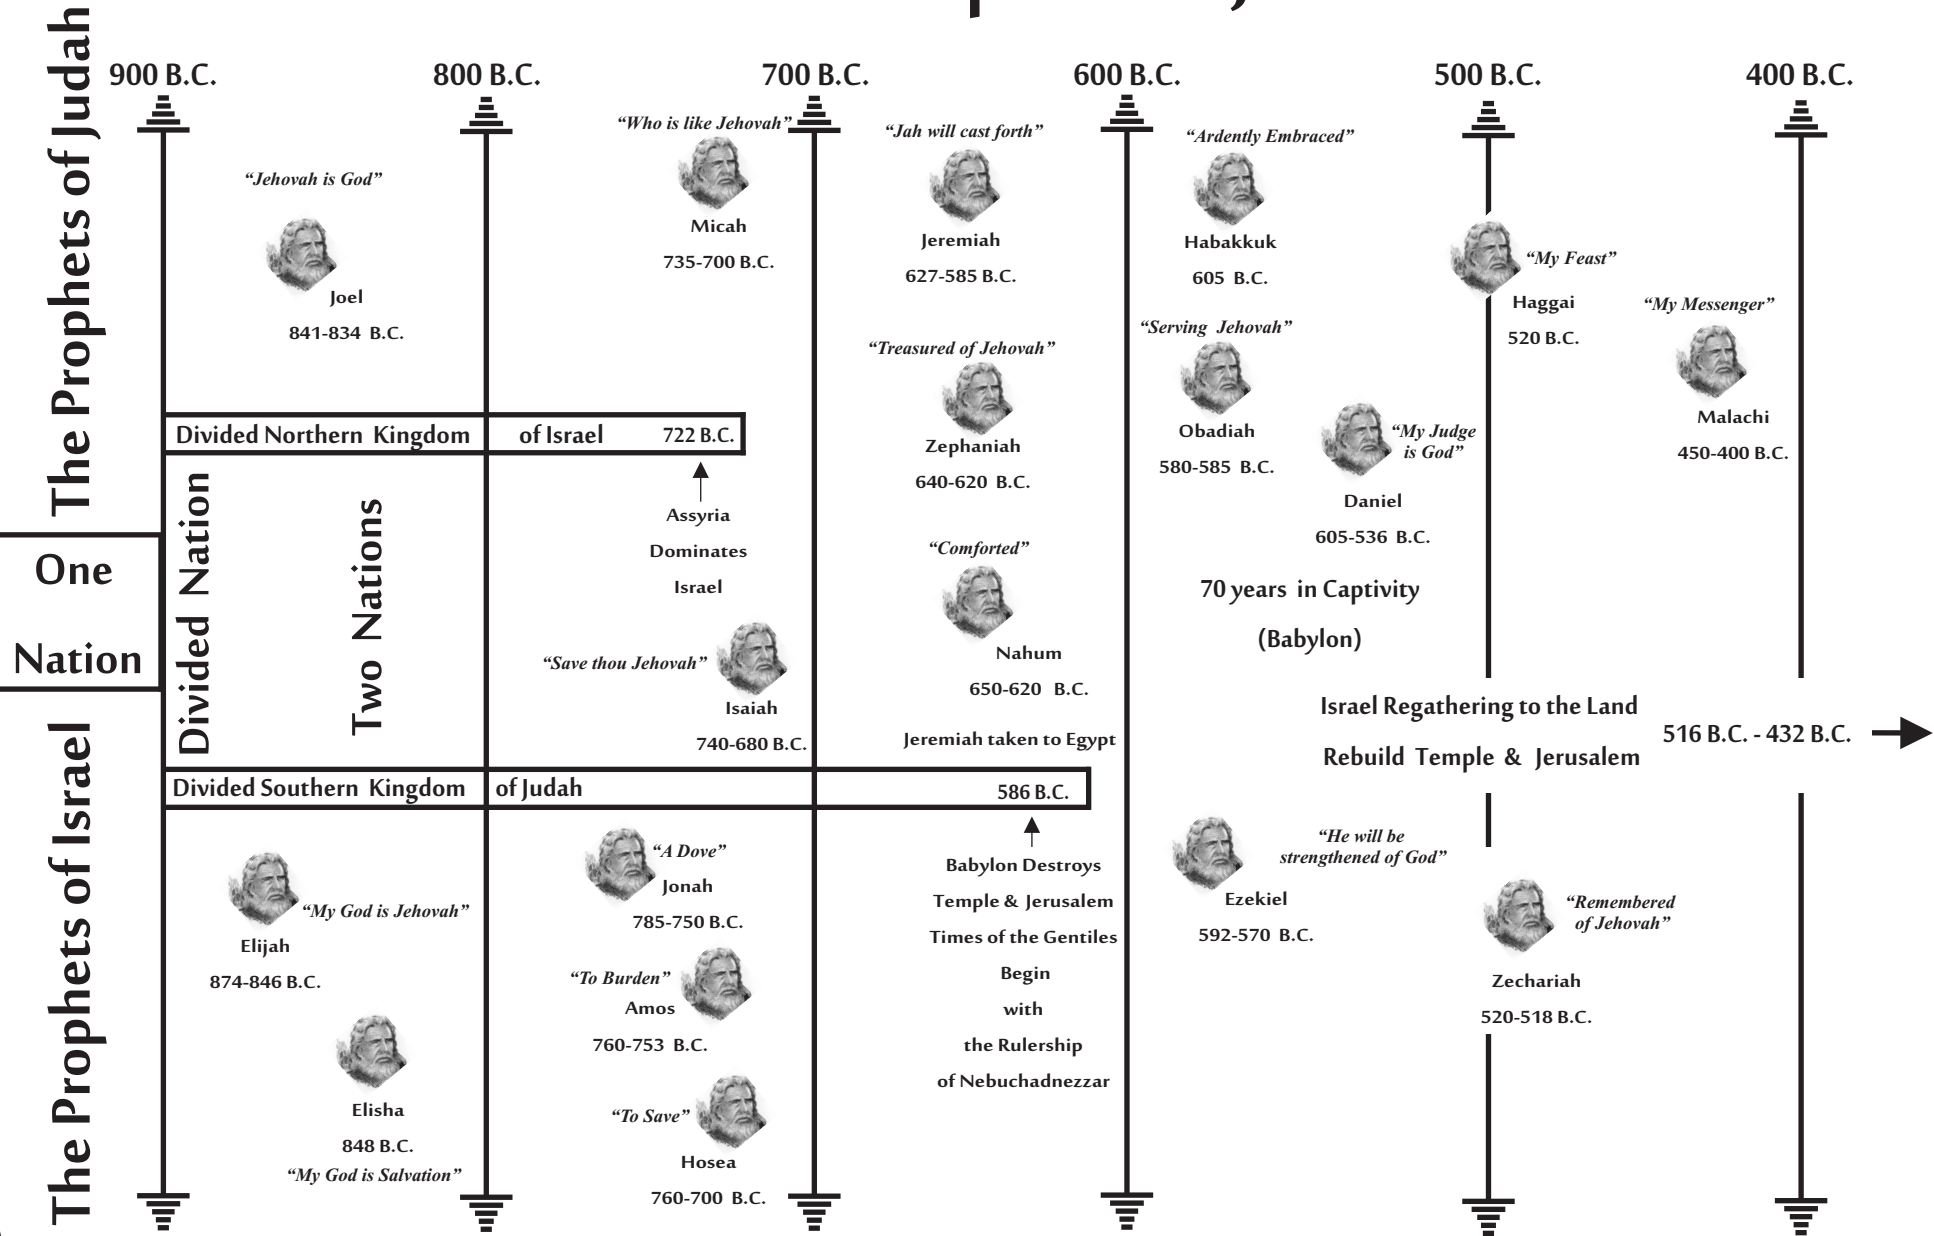 The Prophets of Judah
The Prophets of Israel
900 B.C.
800 B.C.
700 B.C.
600 B.C.
500 B.C.
400 B.C.
One
Nation
Divided Nation
Two Nations
“Jehovah is God”
Joel
841-834 B.C.
“Who is like Jehovah”
Micah
735-700 B.C.
“Jah will cast forth”
Jeremiah
627-585 B.C.
“Ardently Embraced”
Habakkuk
605 B.C.
“My Feast”
Haggai
520 B.C.
“My Messenger”
Malachi
450-400 B.C.
“Treasured of Jehovah”
Zephaniah
640-620 B.C.
“Serving Jehovah”
Obadiah
580-585 B.C.
“My Judge
is God”
Daniel
605-536 B.C.
Divided Northern Kingdom of Israel 722 B.C.
Assyria
Dominates
Israel
“Save thou Jehovah”
Isaiah
740-680 B.C.
“Comforted”
Nahum
650-620 B.C.
Jeremiah taken to Egypt
70 years in Captivity
(Babylon)
Israel Regathering to the Land
Rebuild Temple & Jerusalem
516 B.C. - 432 B.C.
Divided Southern Kingdom of Judah 586 B.C.
Babylon Destroys
Temple & Jerusalem
Times of the Gentiles
Begin
with
the Rulership
of Nebuchadnezzar
“My God is Jehovah”
Elijah
874-846 B.C.
Elisha
848 B.C.
“My God is Salvation”
“A Dove”
Jonah
785-750 B.C.
“To Burden”
Amos
760-753 B.C.
“To Save”
Hosea
760-700 B.C.
“He will be
strengthened of God”
Ezekiel
592-570 B.C.
“Remembered
of Jehovah”
Zechariah
520-518 B.C.